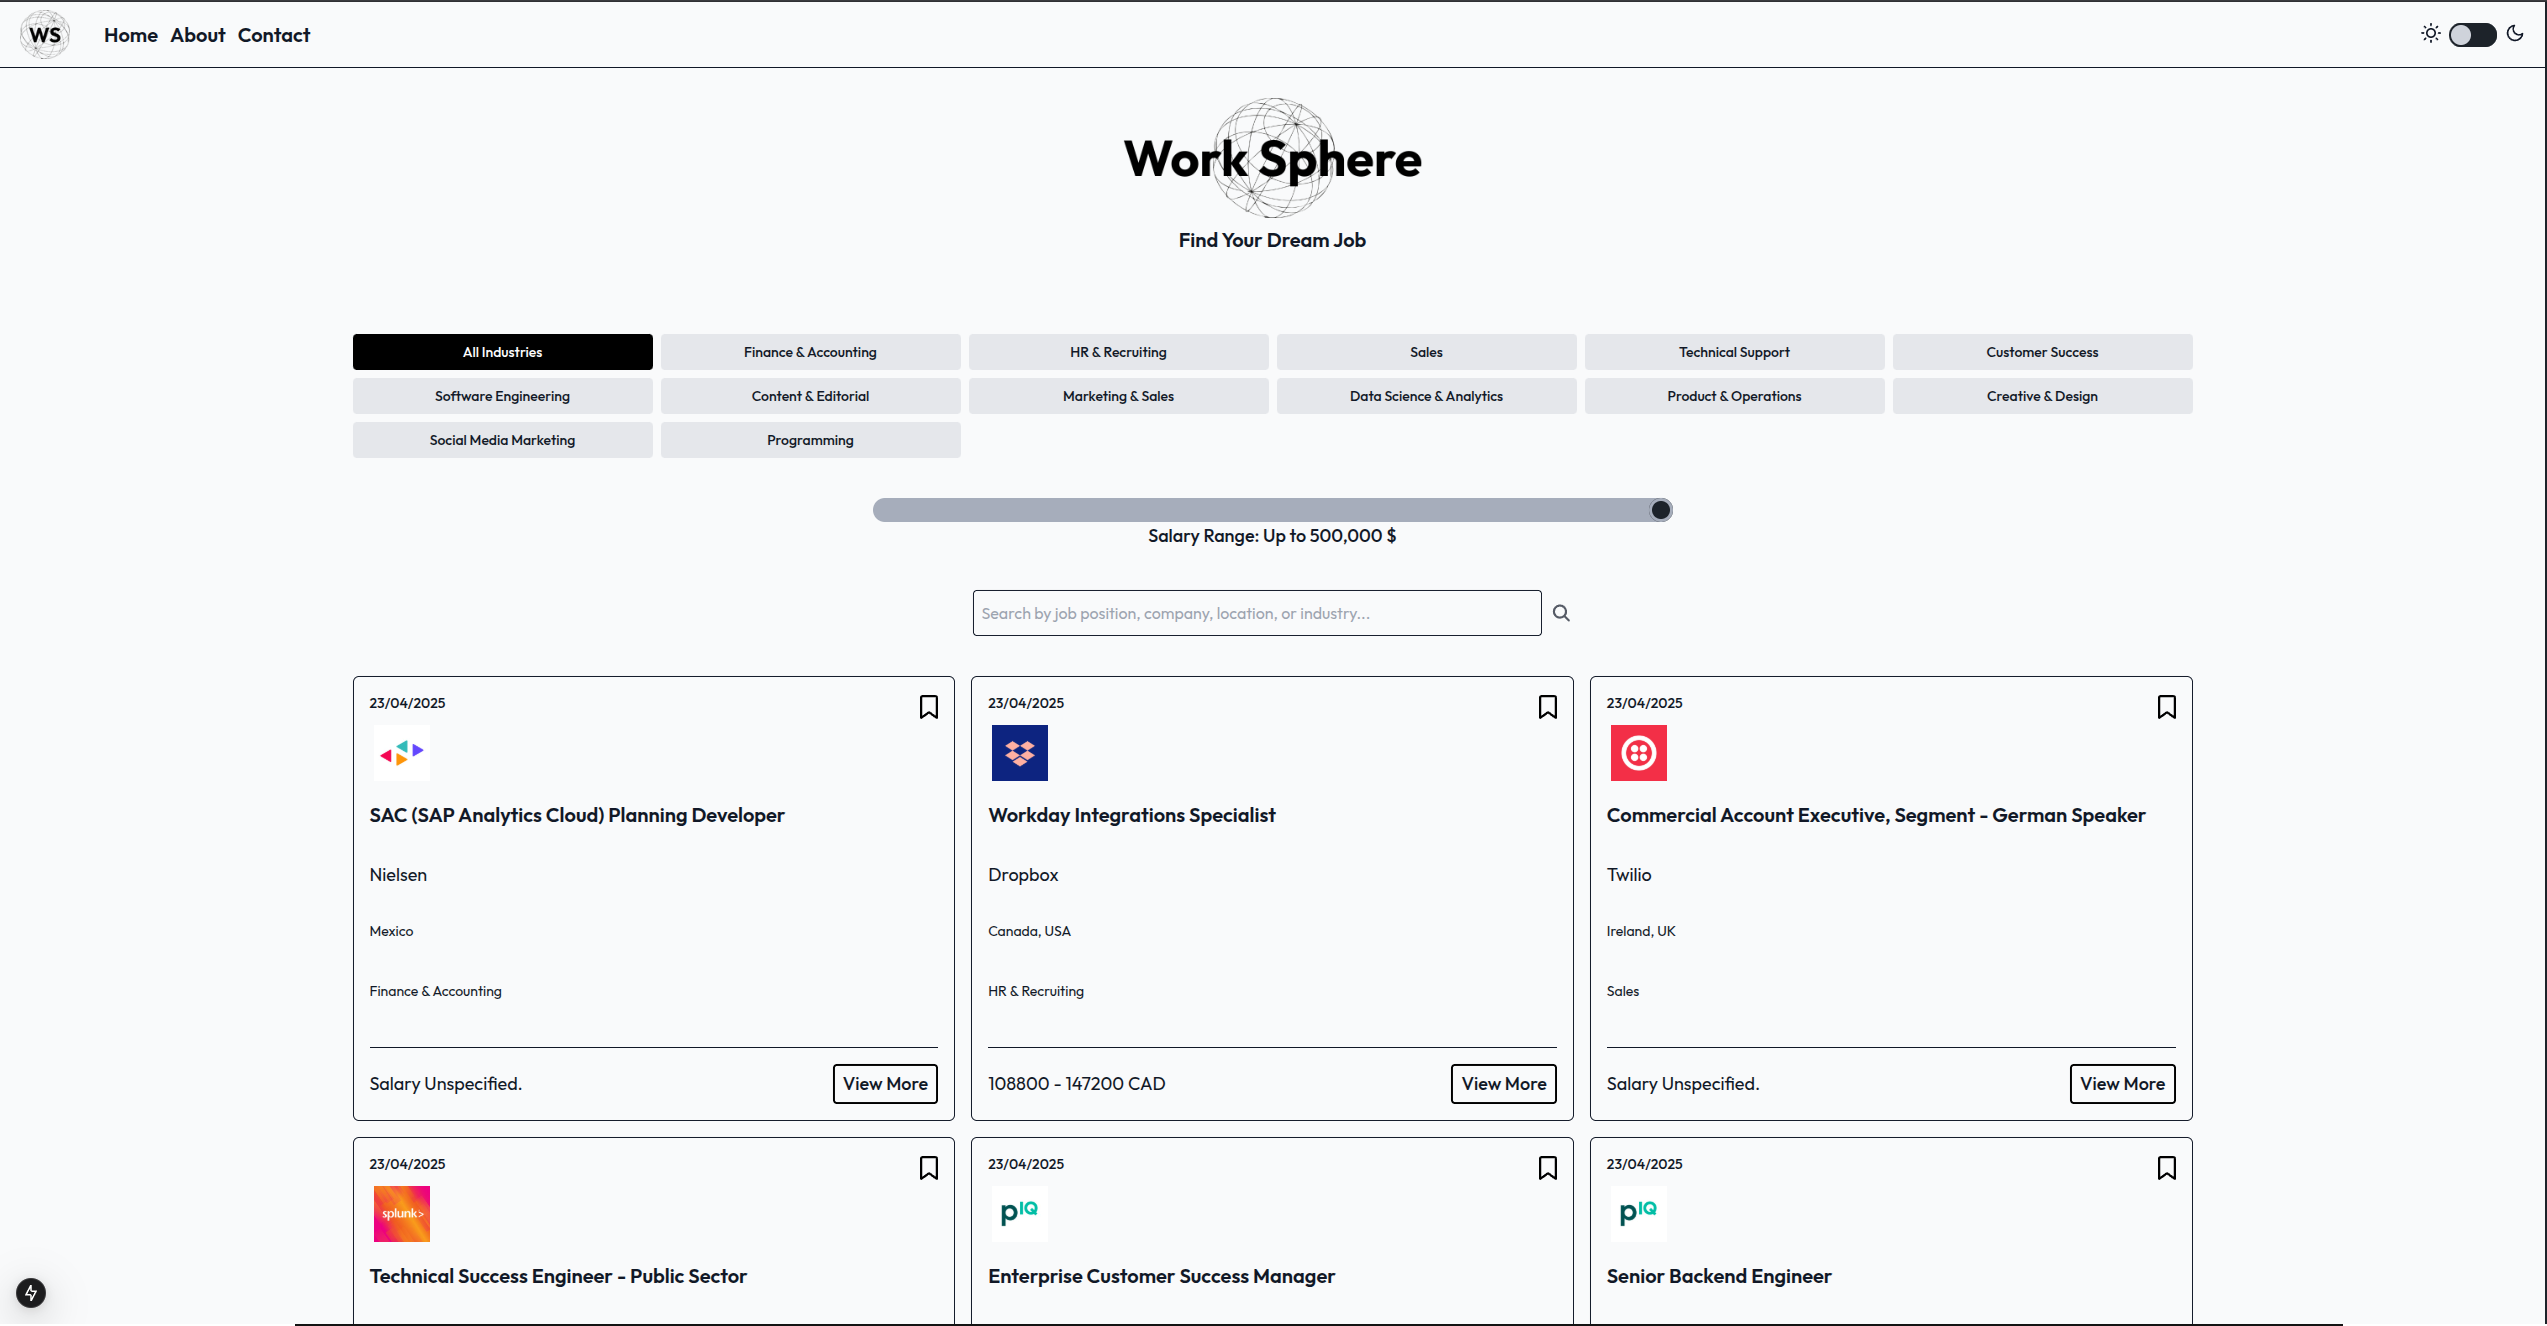 WS Home About Contact
Work Sphere
Find Your Dream Job
All Industries Finance & Accounting HR & Recruiting Sales Technical Support Customer Success
Software Engineering Content & Editorial Marketing & Sales Data Science & Analytics Product & Operations Creative & Design
Social Media Marketing Programming
Salary Range: Up to 500,000 $
Search by job position, company, location, or industry...
23/04/2025
SAC (SAP Analytics Cloud) Planning Developer
Nielsen
Mexico
Finance & Accounting
Salary Unspecified. View More
23/04/2025
Workday Integrations Specialist
Dropbox
Canada, USA
HR & Recruiting
108800 - 147200 CAD View More
23/04/2025
Commercial Account Executive, Segment - German Speaker
Twilio
Ireland, UK
Sales
Salary Unspecified. View More
23/04/2025
splunk>
Technical Success Engineer - Public Sector
23/04/2025
pIQ
Enterprise Customer Success Manager
23/04/2025
pIQ
Senior Backend Engineer